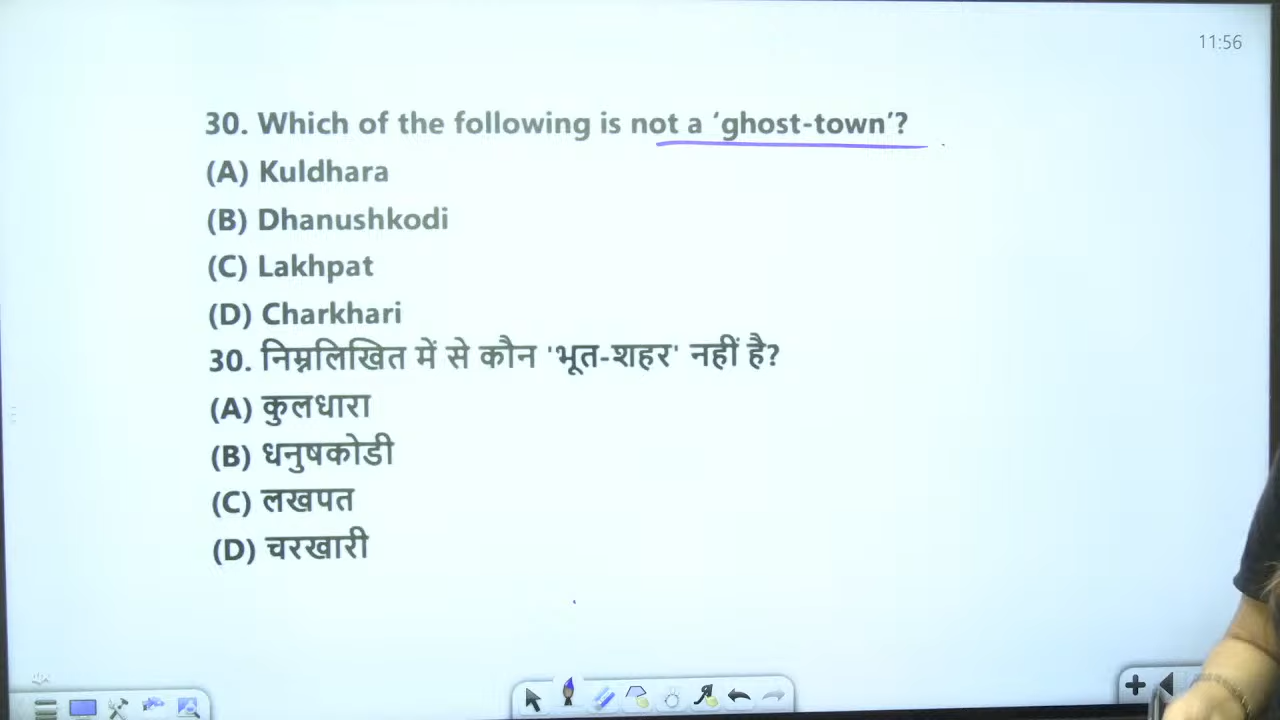 11:56
30. Which of the following is not a ‘ghost-town’?
(A) Kuldhara
(B) Dhanushkodi
(C) Lakhpat
(D) Charkhari
30. निम्नलिखित में से कौन 'भूत-शहर' नहीं है?
(A) कुलधारा
(B) धनुषकोडी
(C) लखपत
(D) चरखारी